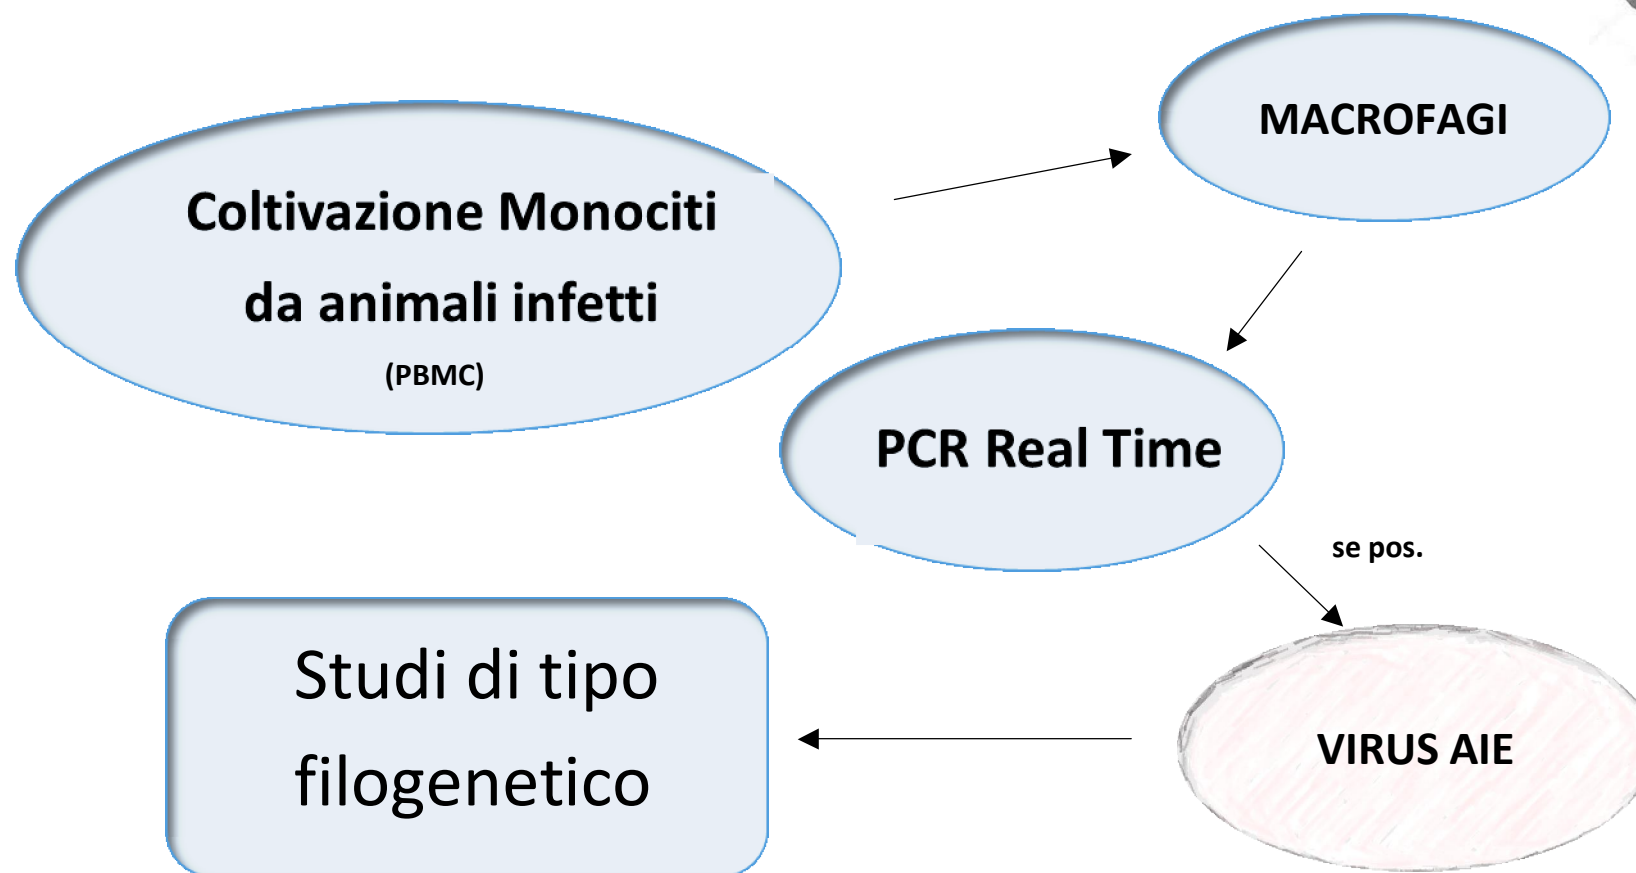 Coltivazione Monociti
da animali infetti
(PBMC)
MACROFAGI
PCR Real Time
se pos.
VIRUS AIE
Studi di tipo
filogenetico